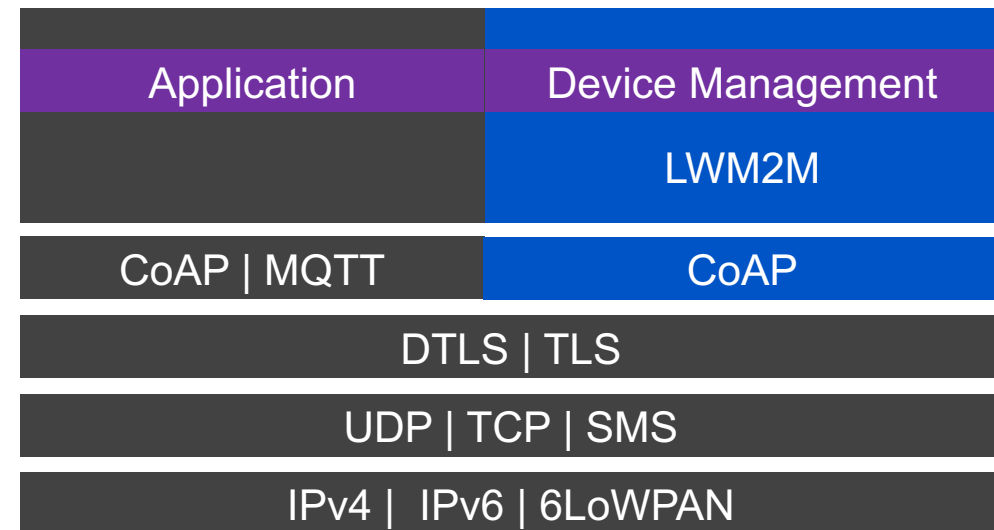 Application
Device Management
LWM2M
CoAP | MQTT
CoAP
DTLS | TLS
UDP | TCP | SMS
IPv4 | IPv6 | 6LoWPAN